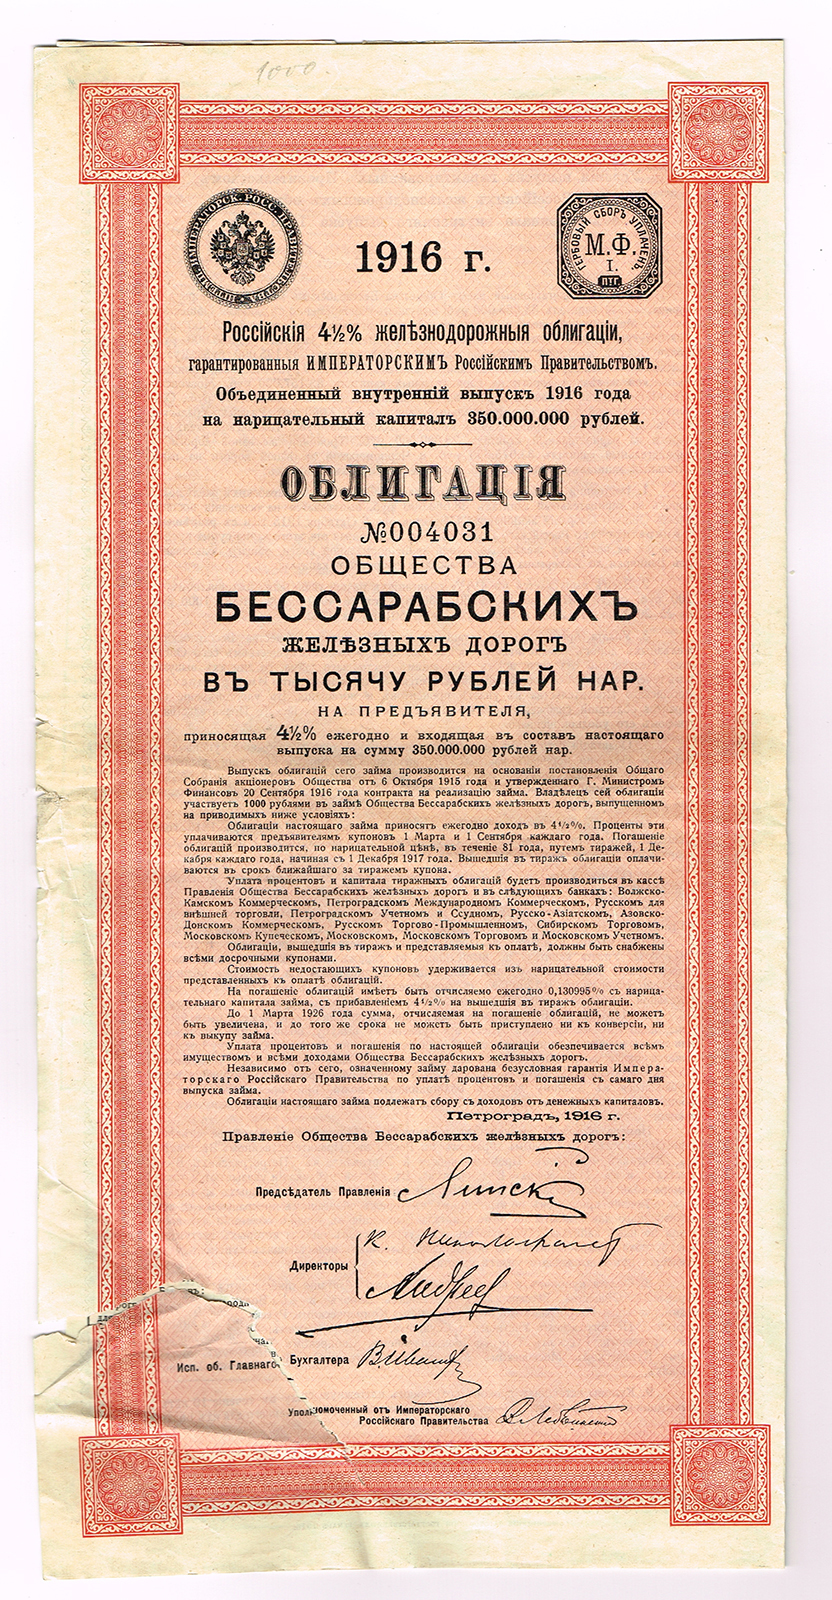 1000.
ПЕЧАТЬ ИМПЕРАТОРСК. РОСС. ПРАВИТЕЛЬСТВА
1916 г.
ГЕРБОВЫЙ СБОРЪ УПЛАЧЕНЪ
М.Ф.
I.
ПТГ.
Россійскія 4½% желѣзнодорожныя облигаціи,
гарантированныя ИМПЕРАТОРСКИМЪ Россійскимъ Правительствомъ.
Объединенный внутренній выпускъ 1916 года
на нарицательный капиталъ 350.000.000 рублей.
ОБЛИГАЦІЯ
№004031
ОБЩЕСТВА
БЕССАРАБСКИХЪ
ЖЕЛѢЗНЫХЪ ДОРОГЪ
ВЪ ТЫСЯЧУ РУБЛЕЙ НАР.
НА ПРЕДЪЯВИТЕЛЯ,
приносящая 4½% ежегодно и входящая въ составъ настоящаго
выпуска на сумму 350.000.000 рублей нар.
Выпускъ облигацій сего займа производится на основаніи постановленія Общаго
Собранія акціонеровъ Общества отъ 6 Октября 1915 года и утвержденнаго Г. Министромъ
Финансовъ 20 Сентября 1916 года контракта на реализацію займа. Владѣлецъ сей облигаціи
участвуетъ 1000 рублями въ займѣ Общества Бессарабскихъ желѣзныхъ дорогъ, выпущенномъ
на приводимыхъ ниже условіяхъ:
Облигаціи настоящаго займа приносятъ ежегодно доходъ въ 4½%. Проценты эти
уплачиваются предъявителямъ купоновъ 1 Марта и 1 Сентября каждаго года. Погашеніе
облигацій производится, по нарицательной цѣнѣ, въ теченіе 81 года, путемъ тиражей, 1 Де-
кабря каждаго года, начиная съ 1 Декабря 1917 года. Вышедшія въ тиражъ облигаціи оплачи-
ваются въ срокъ ближайшаго за тиражемъ купона.
Уплата процентовъ и капитала тиражныхъ облигацій будетъ производиться въ кассѣ
Правленія Общества Бессарабскихъ желѣзныхъ дорогъ и въ слѣдующихъ банкахъ: Волжско-
Камскомъ Коммерческомъ, Петроградскомъ Международномъ Коммерческомъ, Русскомъ для
внѣшней торговли, Петроградскомъ Учетномъ и Ссудномъ, Русско-Азіатскомъ, Азовско-
Донскомъ Коммерческомъ, Русскомъ Торгово-Промышленномъ, Сибирскомъ Торговомъ,
Московскомъ Купеческомъ, Московскомъ, Московскомъ Торговомъ и Московскомъ Учетномъ.
Облигаціи, вышедшія въ тиражъ и представляемыя къ оплатѣ, должны быть снабжены
всѣми досрочными купонами.
Стоимость недостающихъ купоновъ удерживается изъ нарицательной стоимости
представленныхъ къ оплатѣ облигацій.
На погашеніе облигацій имѣетъ быть отчисляемо ежегодно 0,130995% съ нарица-
тельнаго капитала займа, съ прибавленіемъ 4½% на вышедшія въ тиражъ облигаціи.
До 1 Марта 1926 года сумма, отчисляемая на погашеніе облигацій, не можетъ
быть увеличена, и до того же срока не можетъ быть приступлено ни къ конверсіи, ни
къ выкупу займа.
Уплата процентовъ и погашенія по настоящей облигаціи обезпечивается всѣмъ
имуществомъ и всѣми доходами Общества Бессарабскихъ желѣзныхъ дорогъ.
Независимо отъ сего, означенному займу дарована безусловная гарантія Импера-
торскаго Россійскаго Правительства по уплатѣ процентовъ и погашенія съ самаго дня
выпуска займа.
Облигаціи настоящаго займа подлежатъ сбору съ доходовъ отъ денежныхъ капиталовъ.
Петроградъ, 1916 г.
Правленіе Общества Бессарабскихъ желѣзныхъ дорогъ:
Предсѣдатель Правленія
Директоры
Исп. об. Главнаго Бухгалтера
Уполномоченный отъ Императорскаго
Россійскаго Правительства